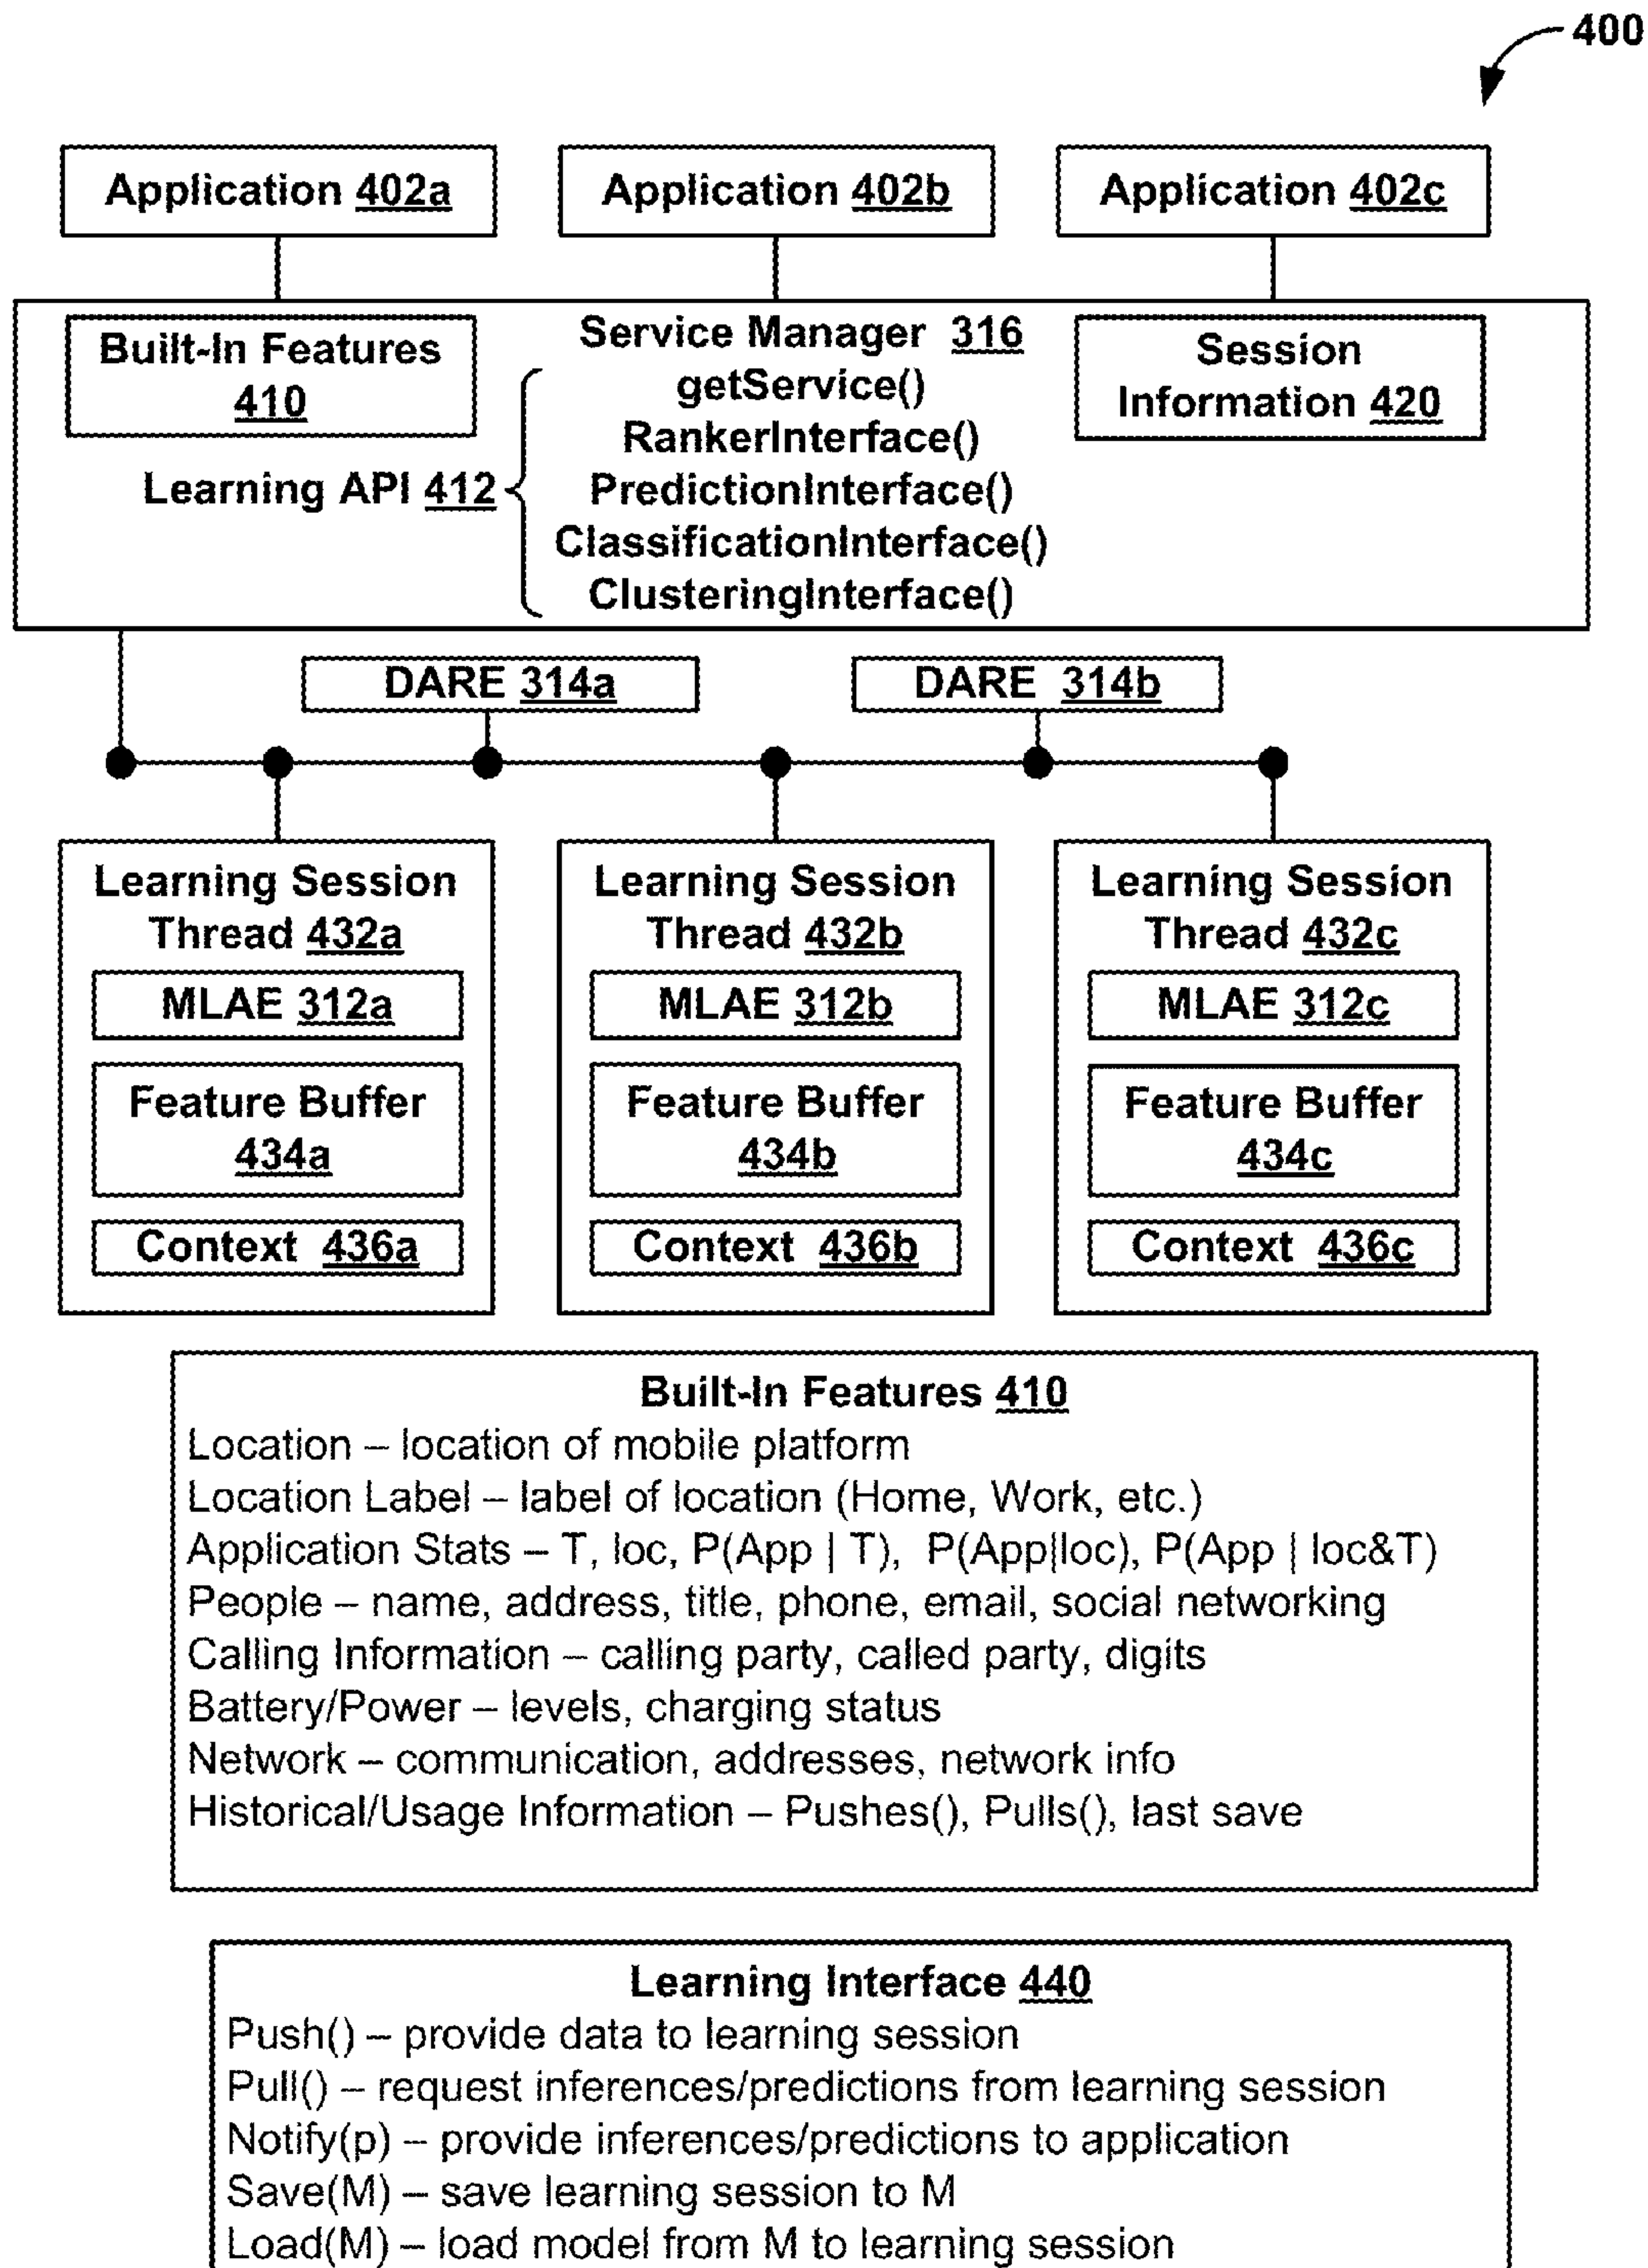 400
Application 402a
Application 402b
Application 402c
Built-In Features
410
Service Manager 316
getService()
RankerInterface()
PredictionInterface()
ClassificationInterface()
ClusteringInterface()
Learning API 412
Session
Information 420
DARE 314a
DARE 314b
Learning Session
Thread 432a
MLAE 312a
Feature Buffer
434a
Context 436a
Learning Session
Thread 432b
MLAE 312b
Feature Buffer
434b
Context 436b
Learning Session
Thread 432c
MLAE 312c
Feature Buffer
434c
Context 436c
Built-In Features 410
Location – location of mobile platform
Location Label – label of location (Home, Work, etc.)
Application Stats – T, loc, P(App | T), P(App|loc), P(App | loc&T)
People – name, address, title, phone, email, social networking
Calling Information – calling party, called party, digits
Battery/Power – levels, charging status
Network – communication, addresses, network info
Historical/Usage Information – Pushes(), Pulls(), last save
Learning Interface 440
Push() – provide data to learning session
Pull() – request inferences/predictions from learning session
Notify(p) – provide inferences/predictions to application
Save(M) – save learning session to M
Load(M) – load model from M to learning session